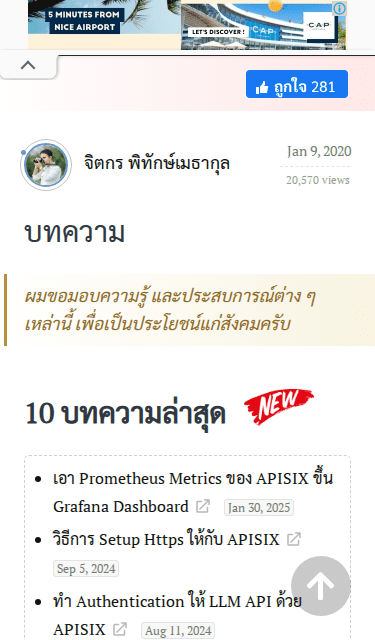 5 MINUTES FROM
NICE AIRPORT
LET'S DISCOVER !
CAP
CAP
ถูกใจ 281
จิตกร พิทักษ์เมธากุล
Jan 9, 2020
20,570 views
บทความ
ผมขอมอบความรู้ และประสบการณ์ต่าง ๆ
เหล่านี้ เพื่อเป็นประโยชน์แก่สังคมครับ
10 บทความล่าสุด NEW
เอา Prometheus Metrics ของ APISIX ขึ้น
Grafana Dashboard Jan 30, 2025
วิธีการ Setup Https ให้กับ APISIX
Sep 5, 2024
ทำ Authentication ให้ LLM API ด้วย
APISIX Aug 11, 2024